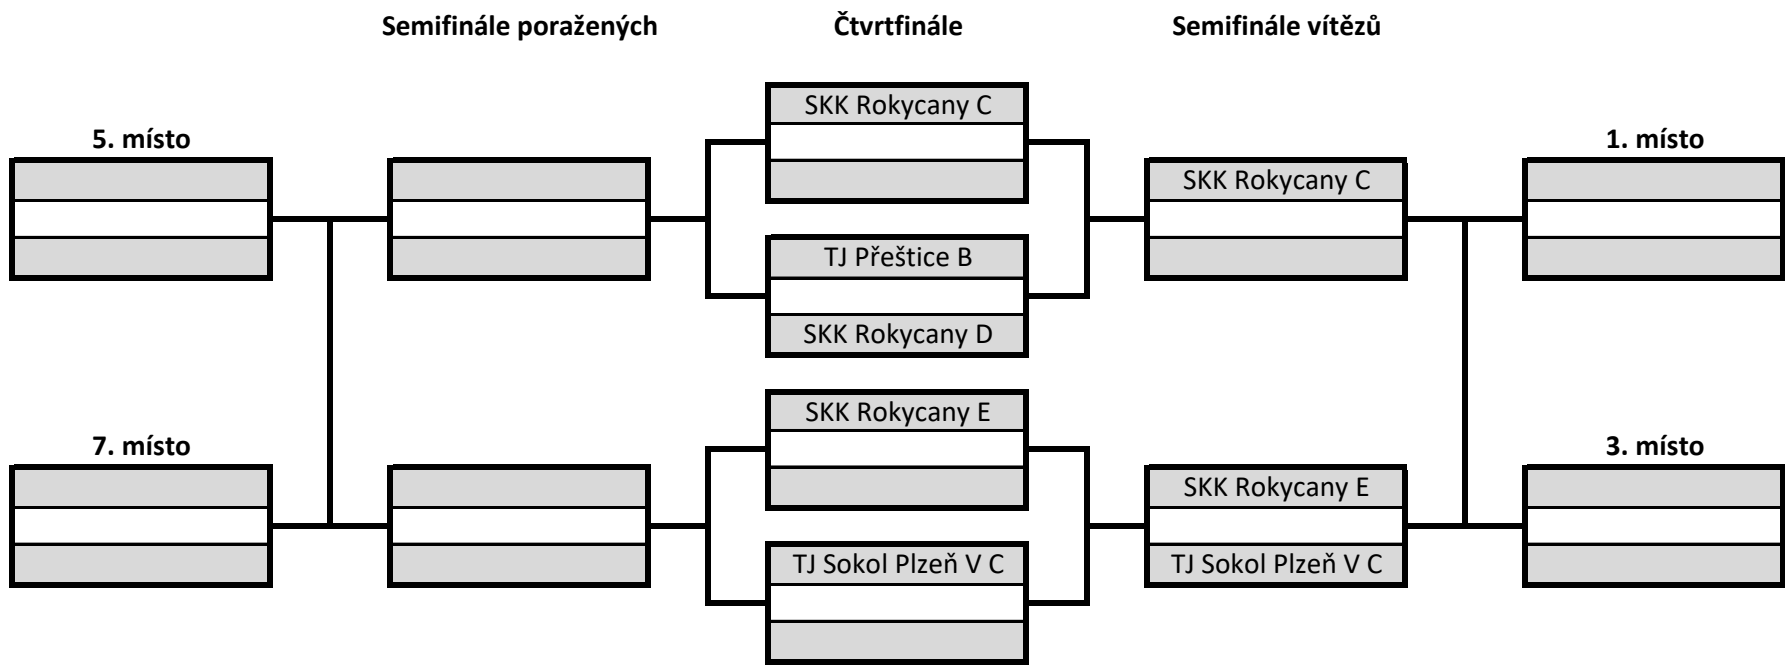 Semifinále poražených
Čtvrtfinále
Semifinále vítězů
SKK Rokycany C
5. místo
1. místo
SKK Rokycany C
TJ Přeštice B
SKK Rokycany D
SKK Rokycany E
7. místo
3. místo
SKK Rokycany E
TJ Sokol Plzeň V C
TJ Sokol Plzeň V C